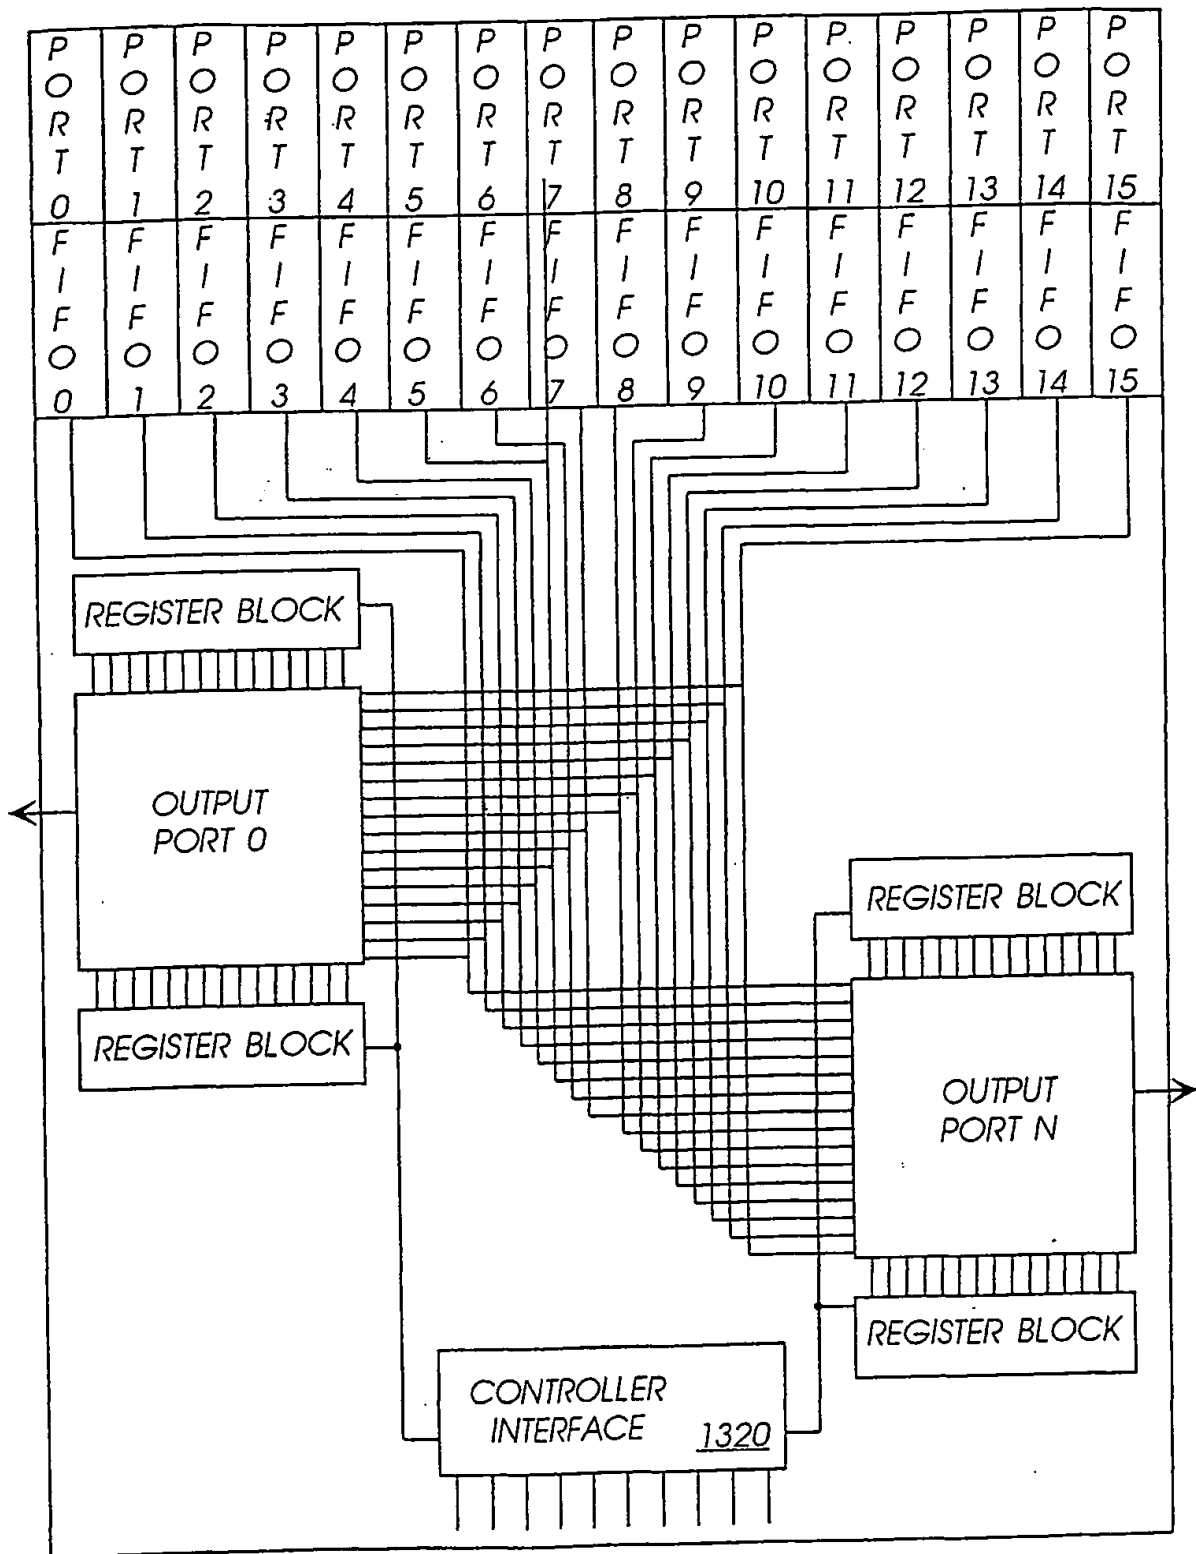 PORT 0
PORT 1
PORT 2
PORT 3
PORT 4
PORT 5
PORT 6
PORT 7
PORT 8
PORT 9
PORT 10
PORT 11
PORT 12
PORT 13
PORT 14
PORT 15
FIFO 0
FIFO 1
FIFO 2
FIFO 3
FIFO 4
FIFO 5
FIFO 6
FIFO 7
FIFO 8
FIFO 9
FIFO 10
FIFO 11
FIFO 12
FIFO 13
FIFO 14
FIFO 15
REGISTER BLOCK
OUTPUT
PORT 0
REGISTER BLOCK
REGISTER BLOCK
OUTPUT
PORT N
REGISTER BLOCK
CONTROLLER
INTERFACE
1320